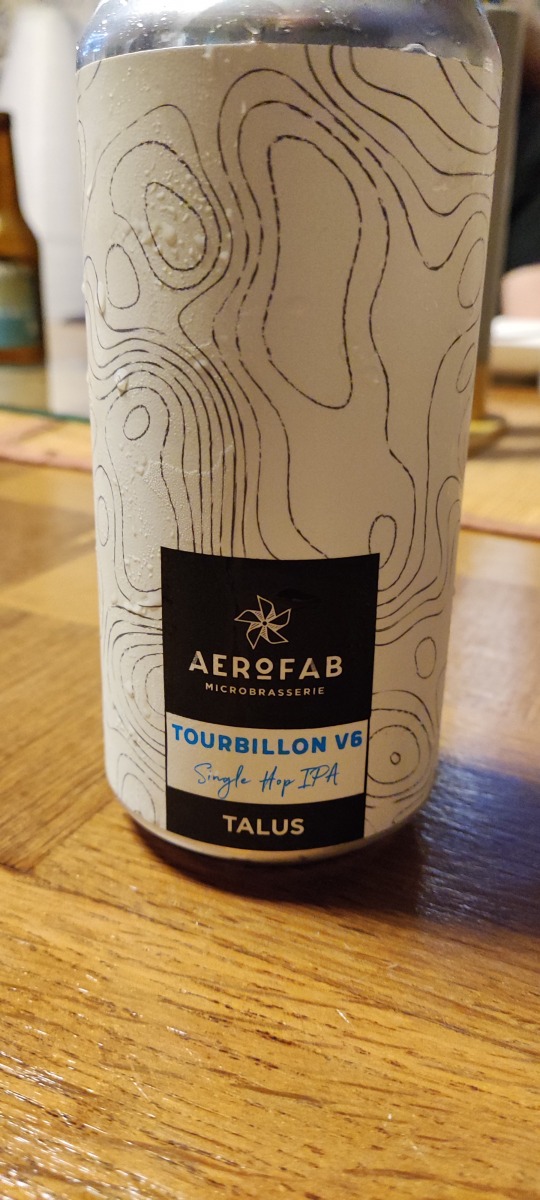 AEROFAB
MICROBRASSERIE
TOURBILLON V6
Single Hop IPA
TALUS